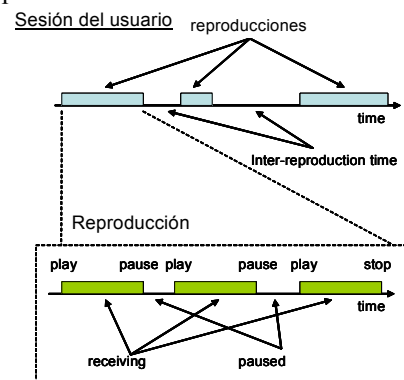 Sesión del usuario
reproducciones
time
Inter-reproduction time
Reproducción
play pause play pause play stop
time
receiving paused